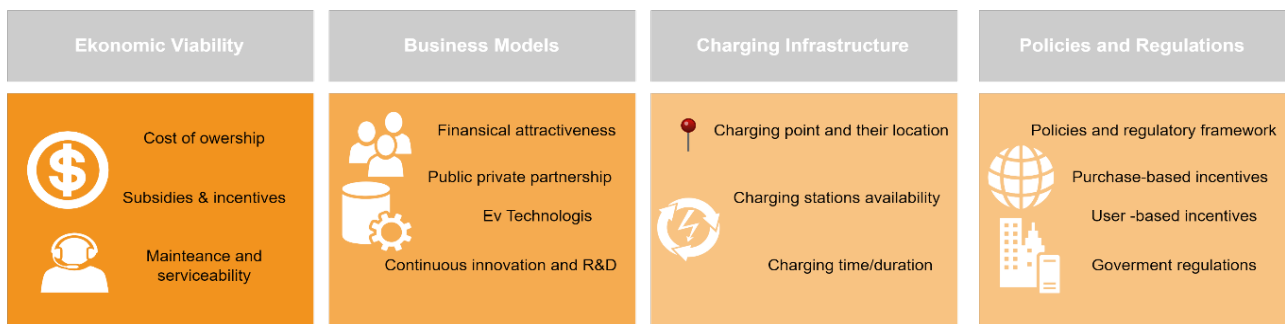 Ekonomic Viability
Business Models
Charging Infrastructure
Policies and Regulations
Cost of owership
Subsidies & incentives
Mainteance and
serviceability
Finansical attractiveness
Public private partnership
Ev Technologis
Continuous innovation and R&D
Charging point and their location
Charging stations availability
Charging time/duration
Policies and regulatory framework
Purchase-based incentives
User -based incentives
Goverment regulations